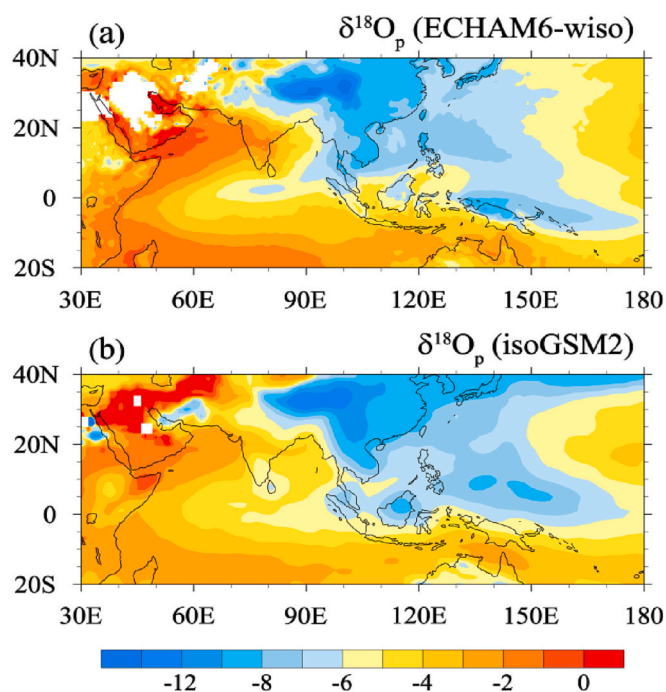 (a) δ¹⁸Oₚ (ECHAM6-wiso)
40N
20N
0
20S
30E 60E 90E 120E 150E 180
(b) δ¹⁸Oₚ (isoGSM2)
40N
20N
0
20S
30E 60E 90E 120E 150E 180
-12 -8 -6 -4 -2 0